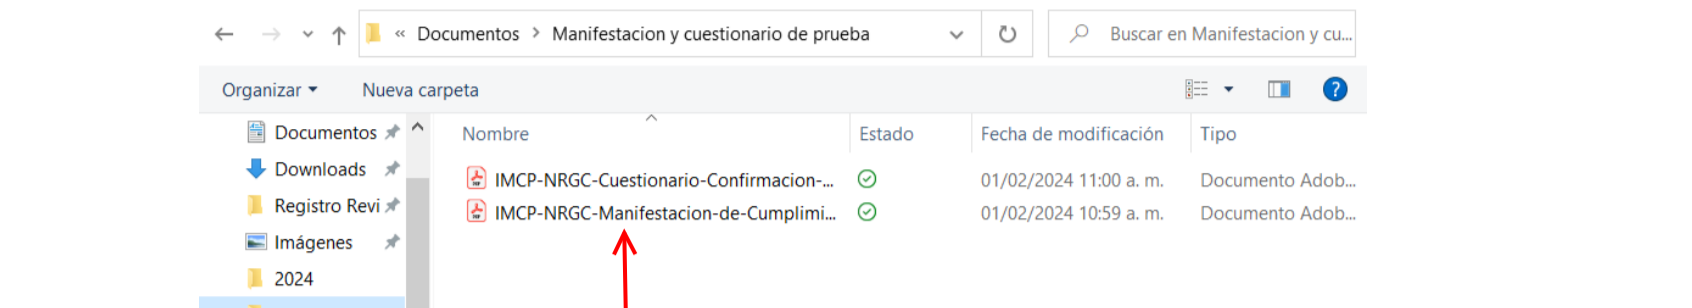 « Documentos > Manifestacion y cuestionario de prueba Buscar en Manifestacion y cu...
Organizar Nueva carpeta ?
Documentos Nombre Estado Fecha de modificación Tipo
Downloads
IMCP-NRGC-Cuestionario-Confirmacion-... 01/02/2024 11:00 a. m. Documento Adob...
Registro Revi
IMCP-NRGC-Manifestacion-de-Cumplimi... 01/02/2024 10:59 a. m. Documento Adob...
Imágenes
2024